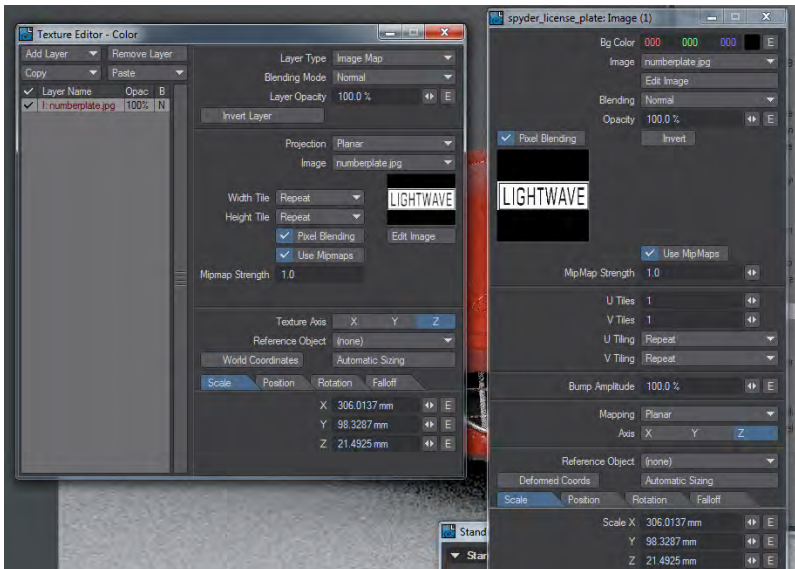 Texture Editor - Color
Add Layer Remove Layer
Copy Paste
Layer Name Opac B
I: numberplate.jpg 100% N
Layer Type Image Map
Blending Mode Normal
Layer Opacity 100.0 % E
Invert Layer
Projection Planar
Image numberplate.jpg
LIGHTWAVE
Width Tile Repeat
Height Tile Repeat
Pixel Blending Edit Image
Use Mipmaps
Mipmap Strength 1.0
Texture Axis X Y Z
Reference Object (none)
World Coordinates Automatic Sizing
Scale Position Rotation Falloff
X 306.0137 mm E
Y 98.3287 mm E
Z 21.4925 mm E
spyder_license_plate: Image (1)
Bg Color 000 000 000 E
Image numberplate.jpg
Edit Image
Blending Normal
Opacity 100.0 % E
Pixel Blending Invert
LIGHTWAVE
Use MipMaps
MipMap Strength 1.0
U Tiles 1
V Tiles 1
U Tiling Repeat
V Tiling Repeat
Bump Amplitude 100.0 % E
Mapping Planar
Axis X Y Z
Reference Object (none)
Deformed Coords Automatic Sizing
Scale Position Rotation Falloff
Scale X 306.0137 mm E
Y 98.3287 mm E
Z 21.4925 mm E